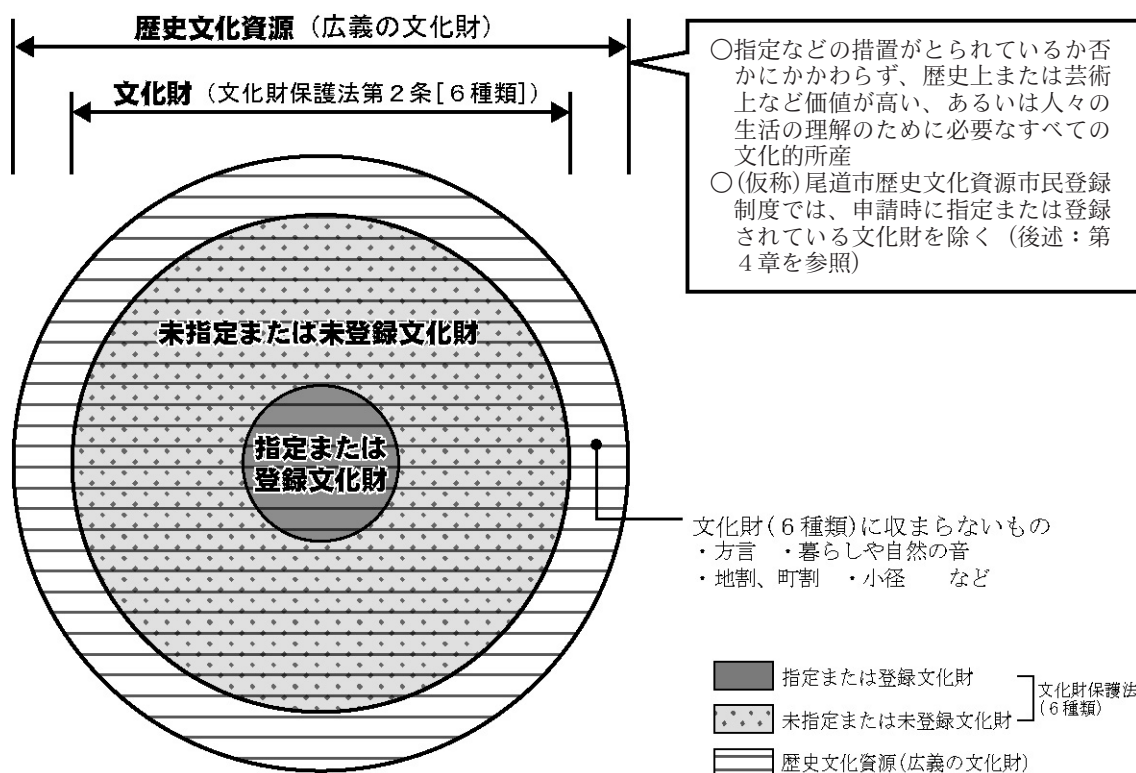 歴史文化資源（広義の文化財）
文化財（文化財保護法第２条[６種類]）
○指定などの措置がとられているか否
かにかかわらず、歴史上または芸術
上など価値が高い、あるいは人々の
生活の理解のために必要なすべての
文化的所産
○(仮称)尾道市歴史文化資源市民登録
制度では、申請時に指定または登録
されている文化財を除く（後述：第
４章を参照）
未指定または未登録文化財
指定または
登録文化財
文化財(６種類)に収まらないもの
・方言　・暮らしや自然の音
・地割、町割　・小径　　など
指定または登録文化財
未指定または未登録文化財
文化財保護法
(６種類)
歴史文化資源(広義の文化財)